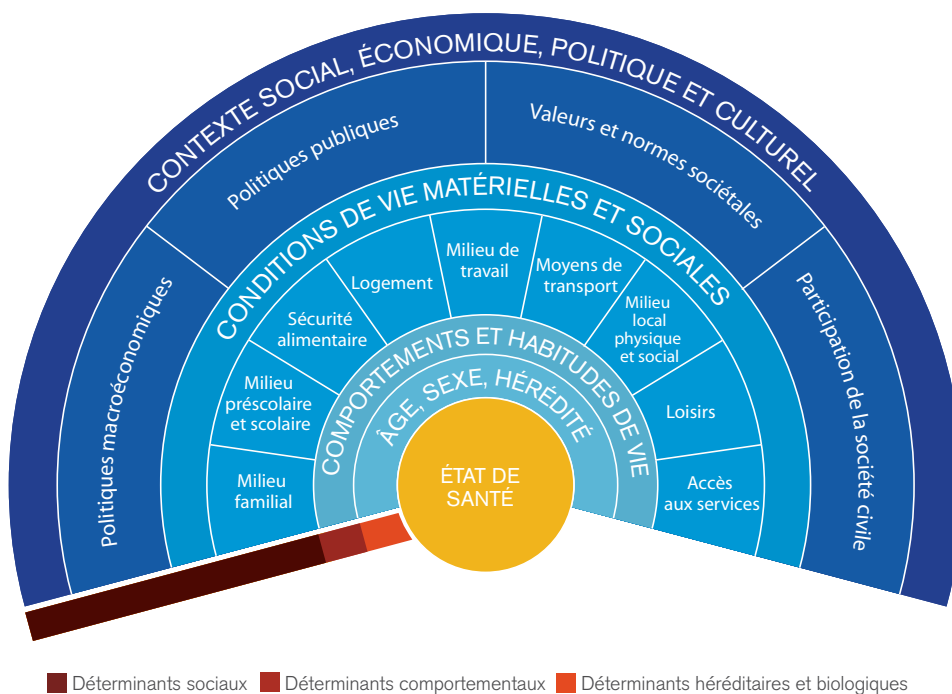 CONTEXTE SOCIAL, ÉCONOMIQUE, POLITIQUE ET CULTUREL
Politiques macroéconomiques
Politiques publiques
Valeurs et normes sociétales
Participation de la société civile
CONDITIONS DE VIE MATÉRIELLES ET SOCIALES
Milieu
familial
Milieu
préscolaire
et scolaire
Sécurité
alimentaire
Logement
Milieu de
travail
Moyens de
transport
Milieu
local
physique
et social
Loisirs
Accès
aux services
COMPORTEMENTS ET HABITUDES DE VIE
ÂGE, SEXE, HÉRÉDITÉ
ÉTAT DE
SANTÉ
Déterminants sociaux
Déterminants comportementaux
Déterminants héréditaires et biologiques